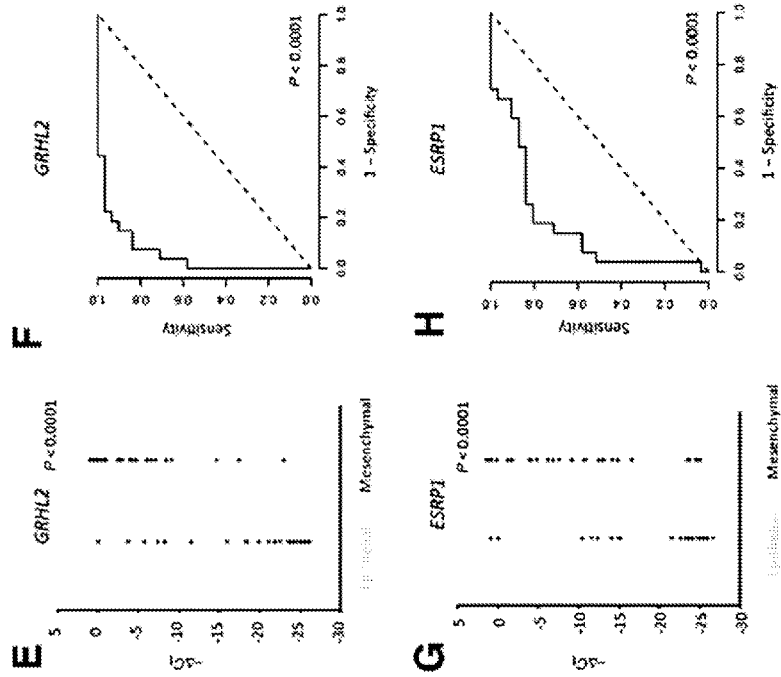 E
GRHL2
P < 0.0001
5
0
-5
-10
-15
-20
-25
-30
-ΔCt
Mesenchymal
F
GRHL2
1.0
0.8
0.6
0.4
0.2
0.0
Sensitivity
P < 0.0001
0.0 0.2 0.4 0.6 0.8 1.0
1 – Specificity
G
ESRP1
P < 0.0001
5
0
-5
-10
-15
-20
-25
-30
-ΔCt
Mesenchymal
H
ESRP1
1.0
0.8
0.6
0.4
0.2
0.0
Sensitivity
P < 0.0001
0.0 0.2 0.4 0.6 0.8 1.0
1 – Specificity